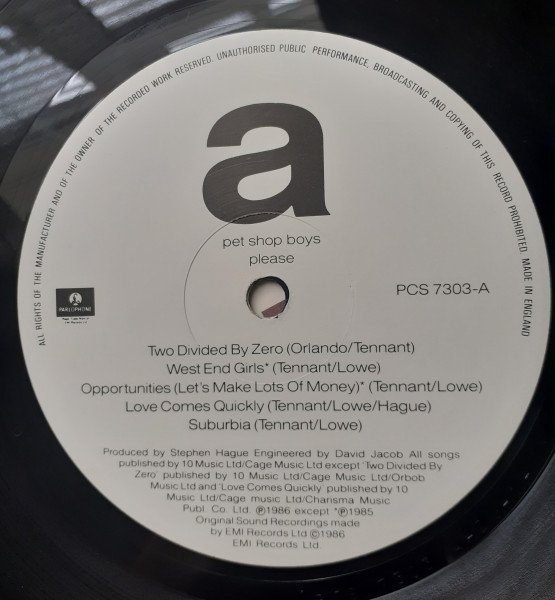 ALL RIGHTS OF THE MANUFACTURER AND OF THE OWNER OF THE RECORDED WORK RESERVED. UNAUTHORISED PUBLIC PERFORMANCE, BROADCASTING AND COPYING OF THIS RECORD PROHIBITED. MADE IN ENGLAND
a
pet shop boys
please
PARLOPHONE
PCS 7303-A
Two Divided By Zero (Orlando/Tennant)
West End Girls* (Tennant/Lowe)
Opportunities (Let's Make Lots Of Money)* (Tennant/Lowe)
Love Comes Quickly (Tennant/Lowe/Hague)
Suburbia (Tennant/Lowe)
Produced by Stephen Hague Engineered by David Jacob All songs
published by 10 Music Ltd/Cage Music Ltd except 'Two Divided By
Zero' published by 10 Music Ltd/Cage Music Ltd/Orbob
Music Ltd and 'Love Comes Quickly' published by 10
Music Ltd/Cage music Ltd/Charisma Music
Publ. Co. Ltd. ℗1986 except *℗1985
Original Sound Recordings made
by EMI Records Ltd ©1986
EMI Records Ltd.